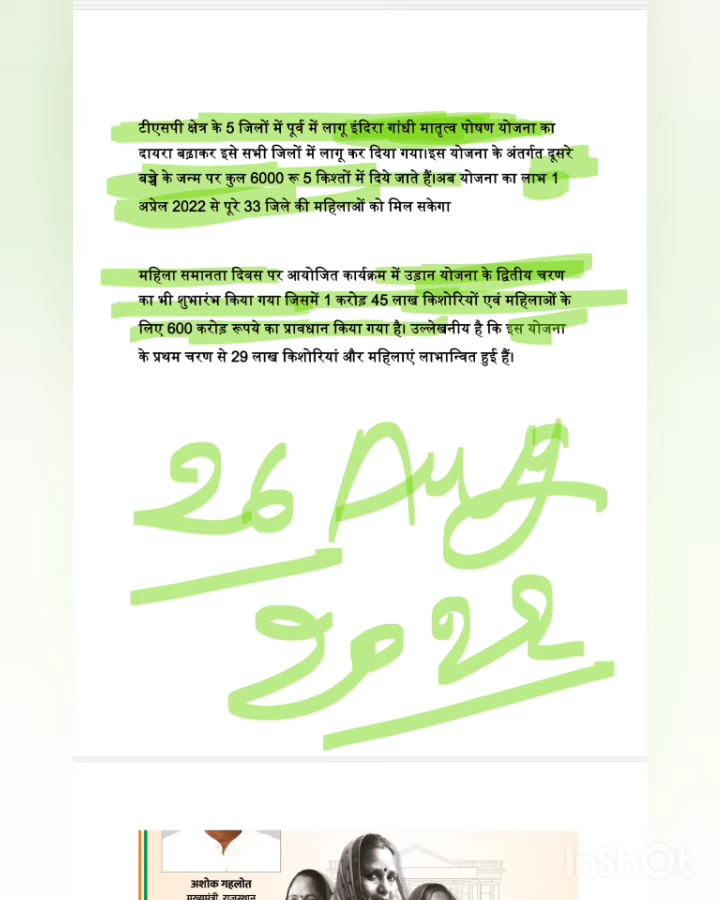 टीएसपी क्षेत्र के 5 जिलों में पूर्व में लागू इंदिरा गांधी मातृत्व पोषण योजना का
दायरा बढ़ाकर इसे सभी जिलों में लागू कर दिया गया।इस योजना के अंतर्गत दूसरे
बच्चे के जन्म पर कुल 6000 रू 5 किश्तों में दिये जाते हैं।अब योजना का लाभ 1
अप्रेल 2022 से पूरे 33 जिले की महिलाओं को मिल सकेगा
महिला समानता दिवस पर आयोजित कार्यक्रम में उड़ान योजना के द्वितीय चरण
का भी शुभारंभ किया गया जिसमें 1 करोड़ 45 लाख किशोरियों एवं महिलाओं के
लिए 600 करोड़ रूपये का प्रावधान किया गया है। उल्लेखनीय है कि इस योजना
के प्रथम चरण से 29 लाख किशोरियां और महिलाएं लाभान्वित हुई हैं।
26 Aug
2022
अशोक गहलोत
मुख्यमंत्री, राजस्थान
InShOt